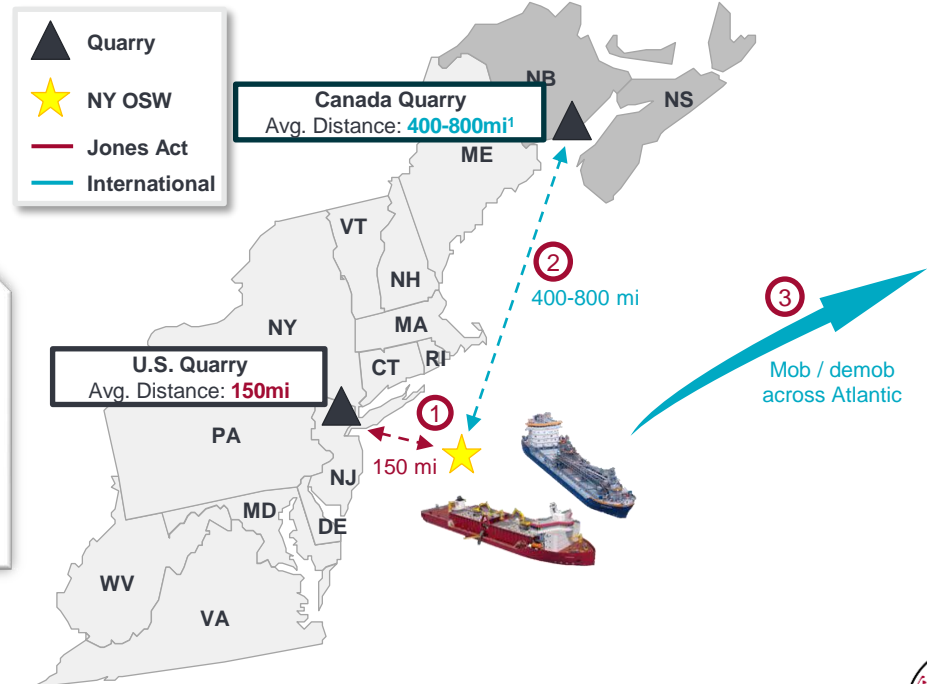 Quarry
NY OSW
Jones Act
International
NB
NS
Canada Quarry
Avg. Distance: 400-800mi¹
ME
VT
NH
2
400-800 mi
3
NY
MA
CT
RI
Mob / demob
across Atlantic
U.S. Quarry
Avg. Distance: 150mi
1
PA
150 mi
NJ
MD
DE
WV
VA